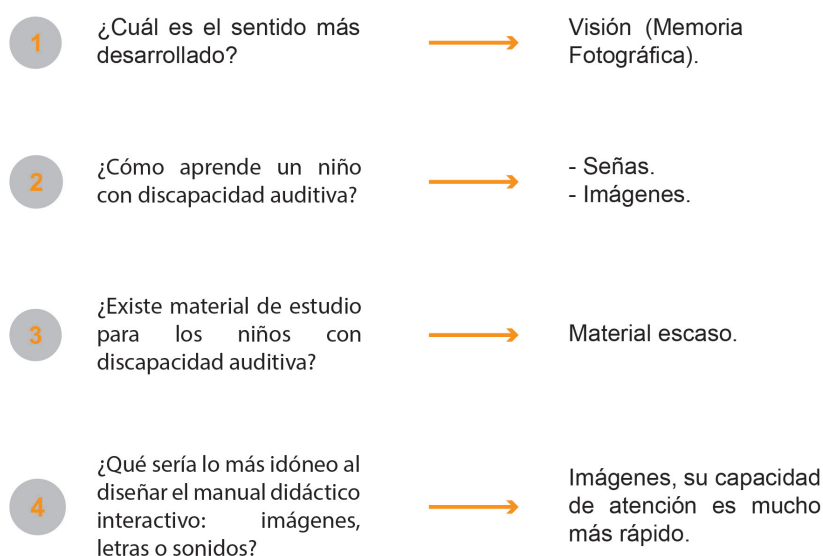 1
¿Cuál es el sentido más
desarrollado?
Visión (Memoria
Fotográfica).
2
¿Cómo aprende un niño
con discapacidad auditiva?
- Señas.
- Imágenes.
3
¿Existe material de estudio
para los niños con
discapacidad auditiva?
Material escaso.
4
¿Qué sería lo más idóneo al
diseñar el manual didáctico
interactivo: imágenes,
letras o sonidos?
Imágenes, su capacidad
de atención es mucho
más rápido.